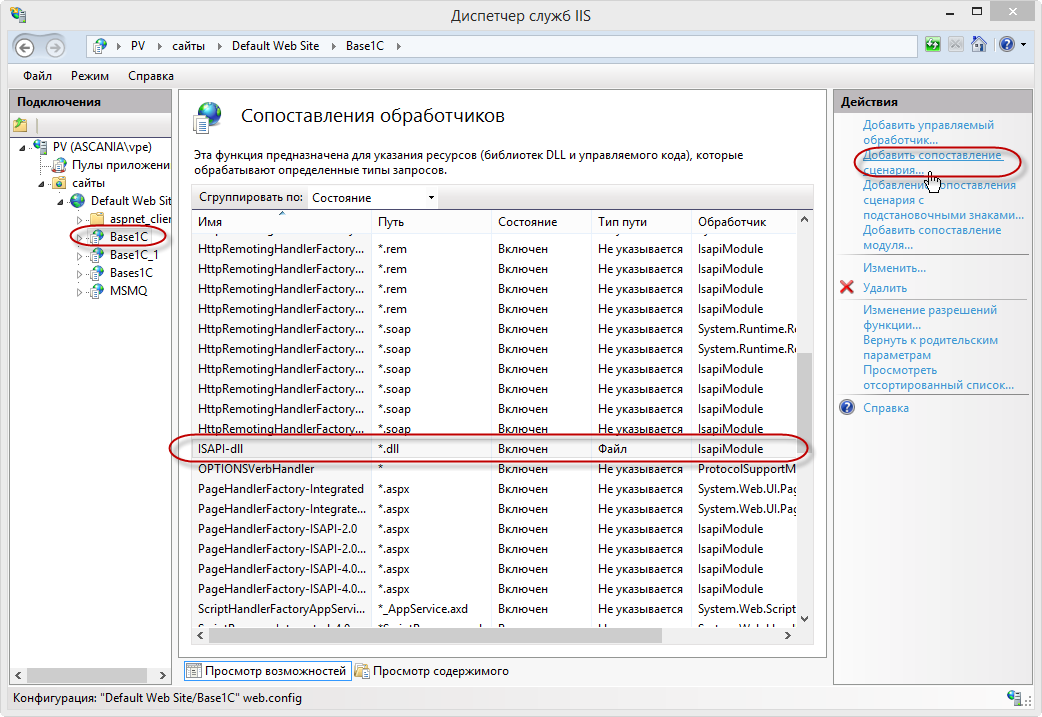 Диспетчер служб IIS
PV сайты Default Web Site Base1C
Файл Режим Справка
Подключения
PV (ASCANIA\vpe)
Пулы приложени
сайты
Default Web Sit
aspnet_clien
Base1C
Base1C_1
Bases1C
MSMQ
Сопоставления обработчиков
Эта функция предназначена для указания ресурсов (библиотек DLL и управляемого кода), которые
обрабатывают определенные типы запросов.
Сгруппировать по: Состояние
Имя Путь Состояние Тип пути Обработчик
HttpRemotingHandlerFactory... *.rem Включен Не указывается IsapiModule
HttpRemotingHandlerFactory... *.rem Включен Не указывается IsapiModule
HttpRemotingHandlerFactory... *.rem Включен Не указывается IsapiModule
HttpRemotingHandlerFactory... *.rem Включен Не указывается IsapiModule
HttpRemotingHandlerFactory... *.soap Включен Не указывается System.Runtime.Re
HttpRemotingHandlerFactory... *.soap Включен Не указывается System.Runtime.Re
HttpRemotingHandlerFactory... *.soap Включен Не указывается IsapiModule
HttpRemotingHandlerFactory... *.soap Включен Не указывается IsapiModule
HttpRemotingHandlerFactory... *.soap Включен Не указывается IsapiModule
HttpRemotingHandlerFactory... *.soap Включен Не указывается IsapiModule
ISAPI-dll *.dll Включен Файл IsapiModule
OPTIONSVerbHandler * Включен Не указывается ProtocolSupportM
PageHandlerFactory-Integrated *.aspx Включен Не указывается System.Web.UI.Pag
PageHandlerFactory-Integrate... *.aspx Включен Не указывается System.Web.UI.Pag
PageHandlerFactory-ISAPI-2.0 *.aspx Включен Не указывается IsapiModule
PageHandlerFactory-ISAPI-2.0... *.aspx Включен Не указывается IsapiModule
PageHandlerFactory-ISAPI-4.0... *.aspx Включен Не указывается IsapiModule
PageHandlerFactory-ISAPI-4.0... *.aspx Включен Не указывается IsapiModule
ScriptHandlerFactoryAppServi... *_AppService.axd Включен Не указывается System.Web.Script
Просмотр возможностей Просмотр содержимого
Действия
Добавить управляемый
обработчик...
Добавить сопоставление
сценария...
Добавление сопоставления
сценария с
подстановочными знаками...
Добавить сопоставление
модуля...
Изменить...
Удалить
Изменение разрешений
функции...
Вернуть к родительским
параметрам
Просмотреть
отсортированный список...
Справка
Конфигурация: "Default Web Site/Base1C" web.config